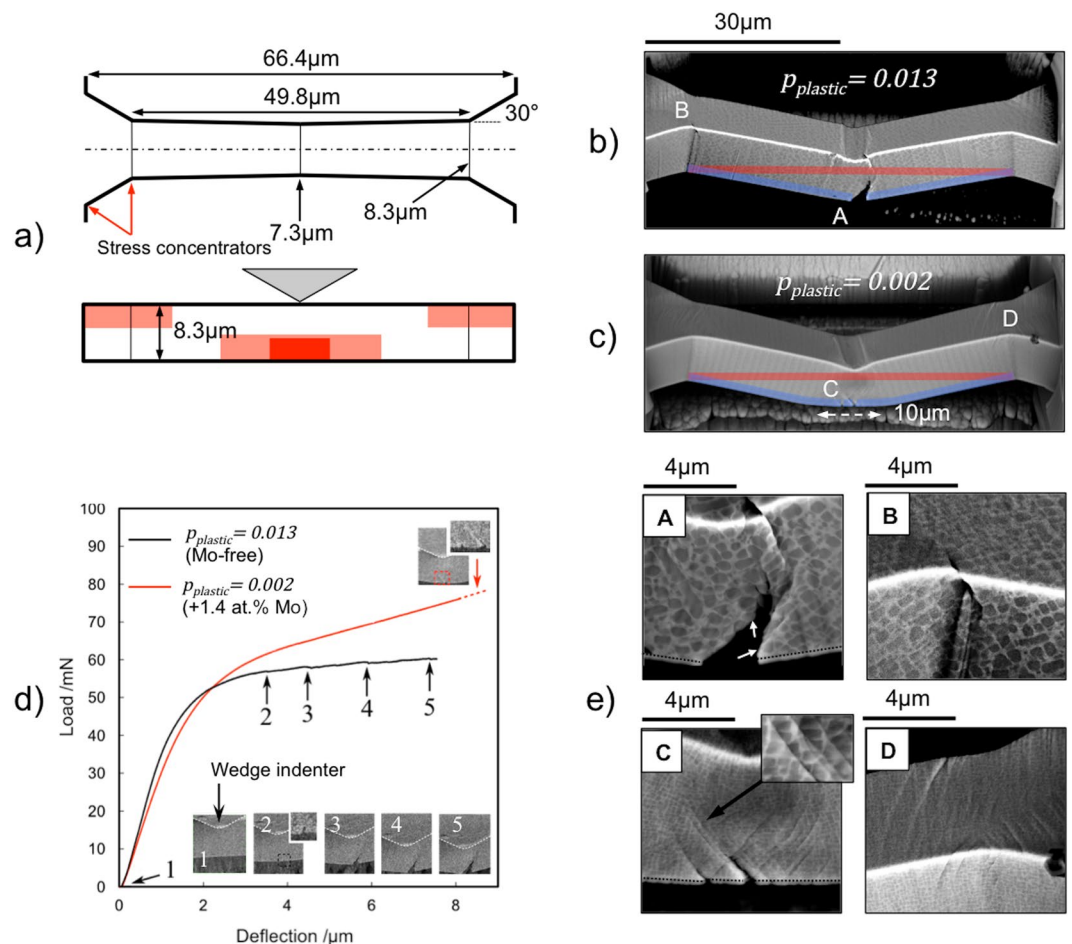 a)
66.4μm
49.8μm
30°
8.3μm
7.3μm
Stress concentrators
8.3μm
30μm
b)
p_plastic = 0.013
B
A
c)
p_plastic = 0.002
D
C
10μm
d)
100
90
80
70
60
50
40
30
20
10
0
Load /mN
p_plastic = 0.013
(Mo-free)
p_plastic = 0.002
(+1.4 at.% Mo)
2
3
4
5
Wedge indenter
1
2
3
4
5
1
0
2
4
6
8
Deflection /μm
e)
4μm
4μm
A
B
4μm
4μm
C
D